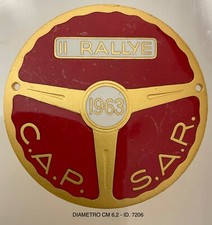 II RALLYE
1963
C.A.P. S.A.R.
DIAMETRO CM 6,2 - ID. 7206